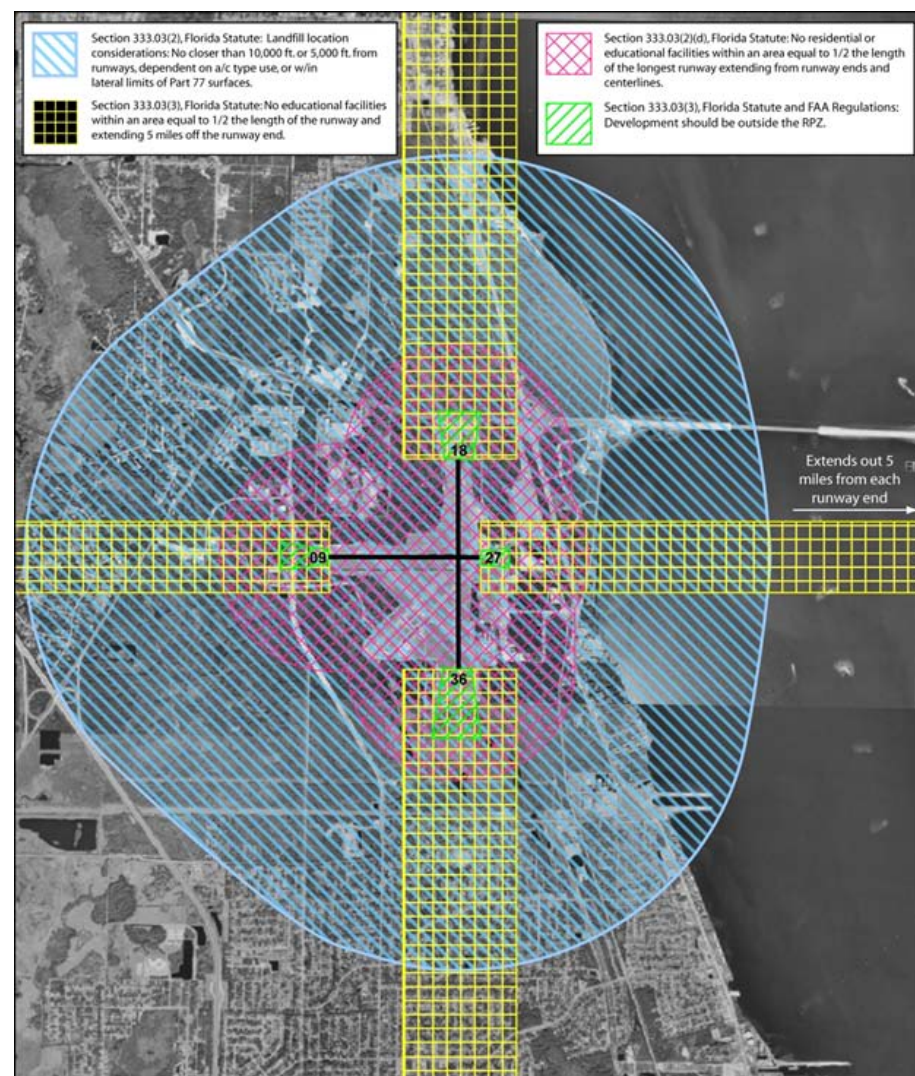 Section 333.03(2), Florida Statute: Landfill location
considerations: No closer than 10,000 ft. or 5,000 ft. from
runways, dependent on a/c type use, or w/in
lateral limits of Part 77 surfaces.
Section 333.03(3), Florida Statute: No educational facilities
within an area equal to 1/2 the length of the runway and
extending 5 miles off the runway end.
Section 333.03(2)(d), Florida Statute: No residential or
educational facilities within an area equal to 1/2 the length
of the longest runway extending from runway ends and
centerlines.
Section 333.03(3), Florida Statute and FAA Regulations:
Development should be outside the RPZ.
18
Extends out 5
miles from each
runway end
09
27
36